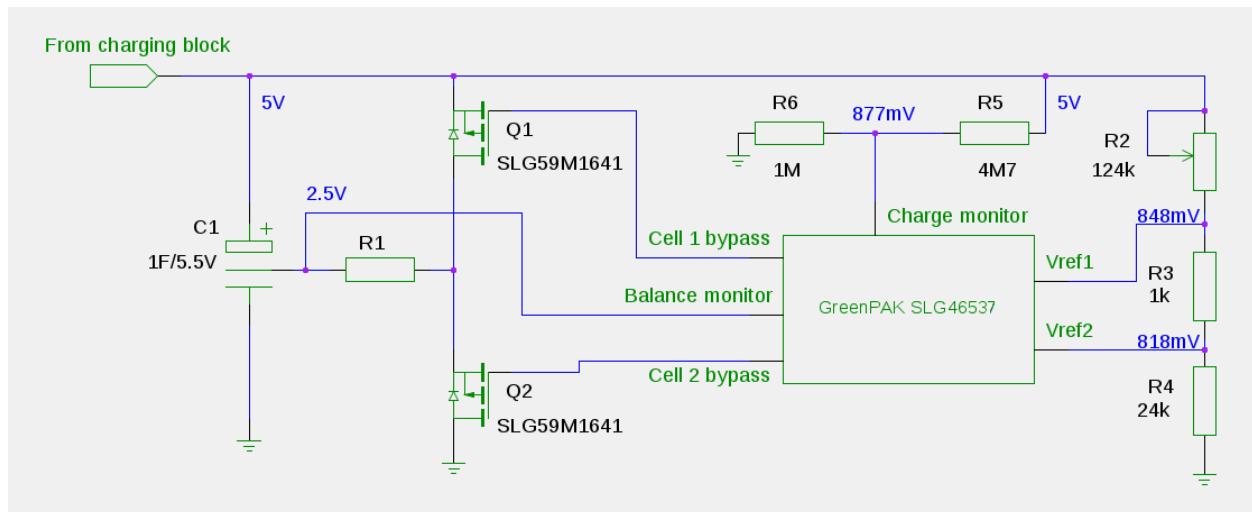 From charging block
5V
Q1
SLG59M1641
R6
1M
877mV
R5
4M7
5V
R2
124k
2.5V
C1
+
1F/5.5V
R1
Cell 1 bypass
Charge monitor
848mV
Vref1
R3
1k
Balance monitor
GreenPAK SLG46537
Vref2
818mV
Cell 2 bypass
Q2
SLG59M1641
R4
24k